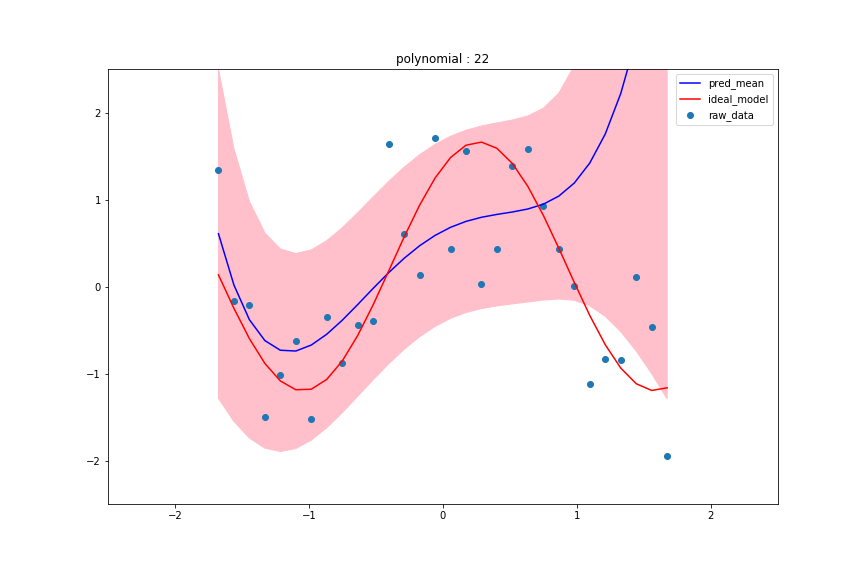 polynomial : 22
pred_mean
ideal_model
raw_data
2
1
0
−1
−2
−2
−1
0
1
2